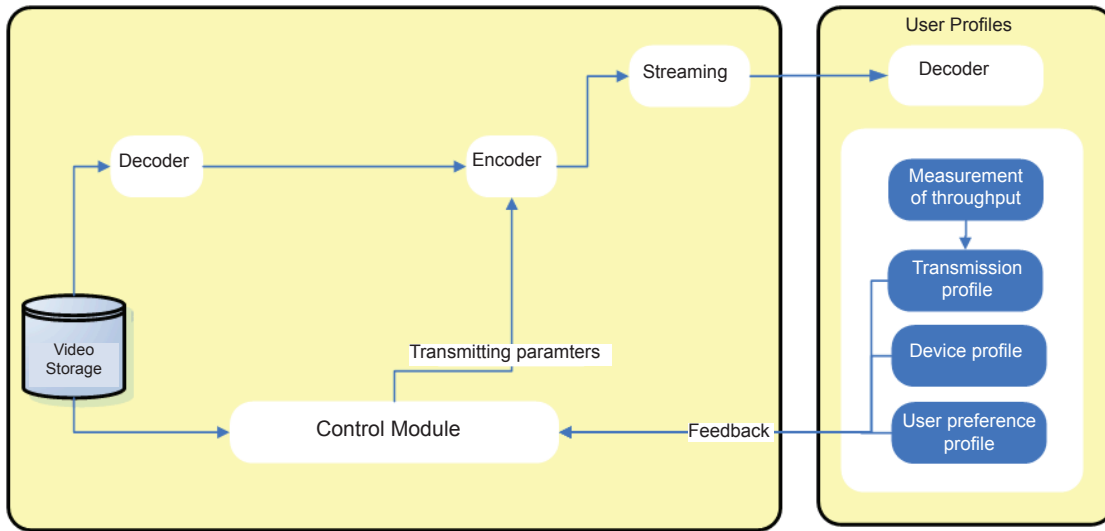 User Profiles
Streaming
Decoder
Decoder
Encoder
Measurement
of throughput
Transmission
profile
Video
Storage
Transmitting paramters
Device profile
Control Module
Feedback
User preference
profile